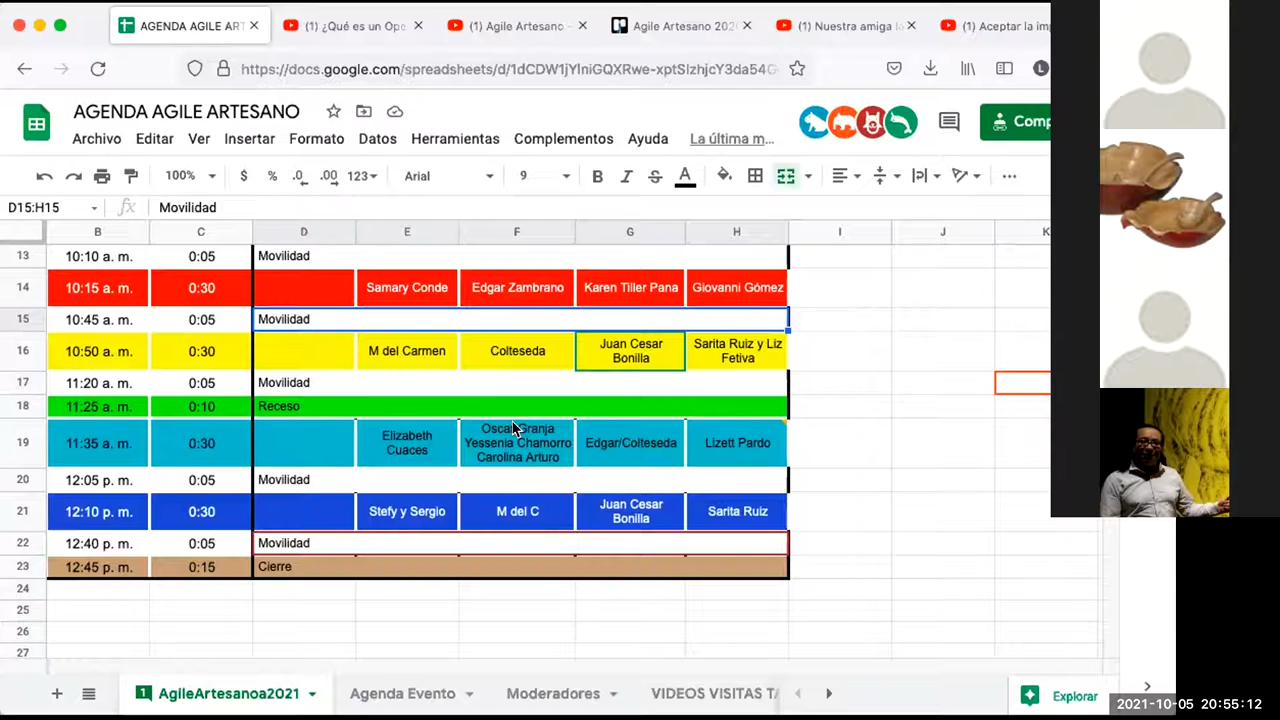 AGENDA AGILE ART
(1) ¿Qué es un Ope
(1) Agile Artesano -
Agile Artesano 202
(1) Nuestra amiga lo
(1) Aceptar la imp
https://docs.google.com/spreadsheets/d/
AGENDA AGILE ARTESANO
Archivo Editar Ver Insertar Formato Datos Herramientas Complementos Ayuda La última m...
Comp
100% $ % .0 .00 123 Arial 9 B I S A
D15:H15 fx Movilidad
B C D E F G H I J K
13 10:10 a. m. 0:05 Movilidad
14 10:15 a. m. 0:30 Samary Conde Edgar Zambrano Karen Tiller Pana Giovanni Gómez
15 10:45 a. m. 0:05 Movilidad
16 10:50 a. m. 0:30 M del Carmen Colteseda Juan Cesar Bonilla Sarita Ruiz y Liz Fetiva
17 11:20 a. m. 0:05 Movilidad
18 11:25 a. m. 0:10 Receso
19 11:35 a. m. 0:30 Elizabeth Cuaces Oscar Granja Yessenia Chamorro Carolina Arturo Edgar/Colteseda Lizett Pardo
20 12:05 p. m. 0:05 Movilidad
21 12:10 p. m. 0:30 Stefy y Sergio M del C Juan Cesar Bonilla Sarita Ruiz
22 12:40 p. m. 0:05 Movilidad
23 12:45 p. m. 0:15 Cierre
24
25
26
27
1 AgileArtesanoa2021 Agenda Evento Moderadores VIDEOS VISITAS TA Explorar
2021-10-05 20:55:12